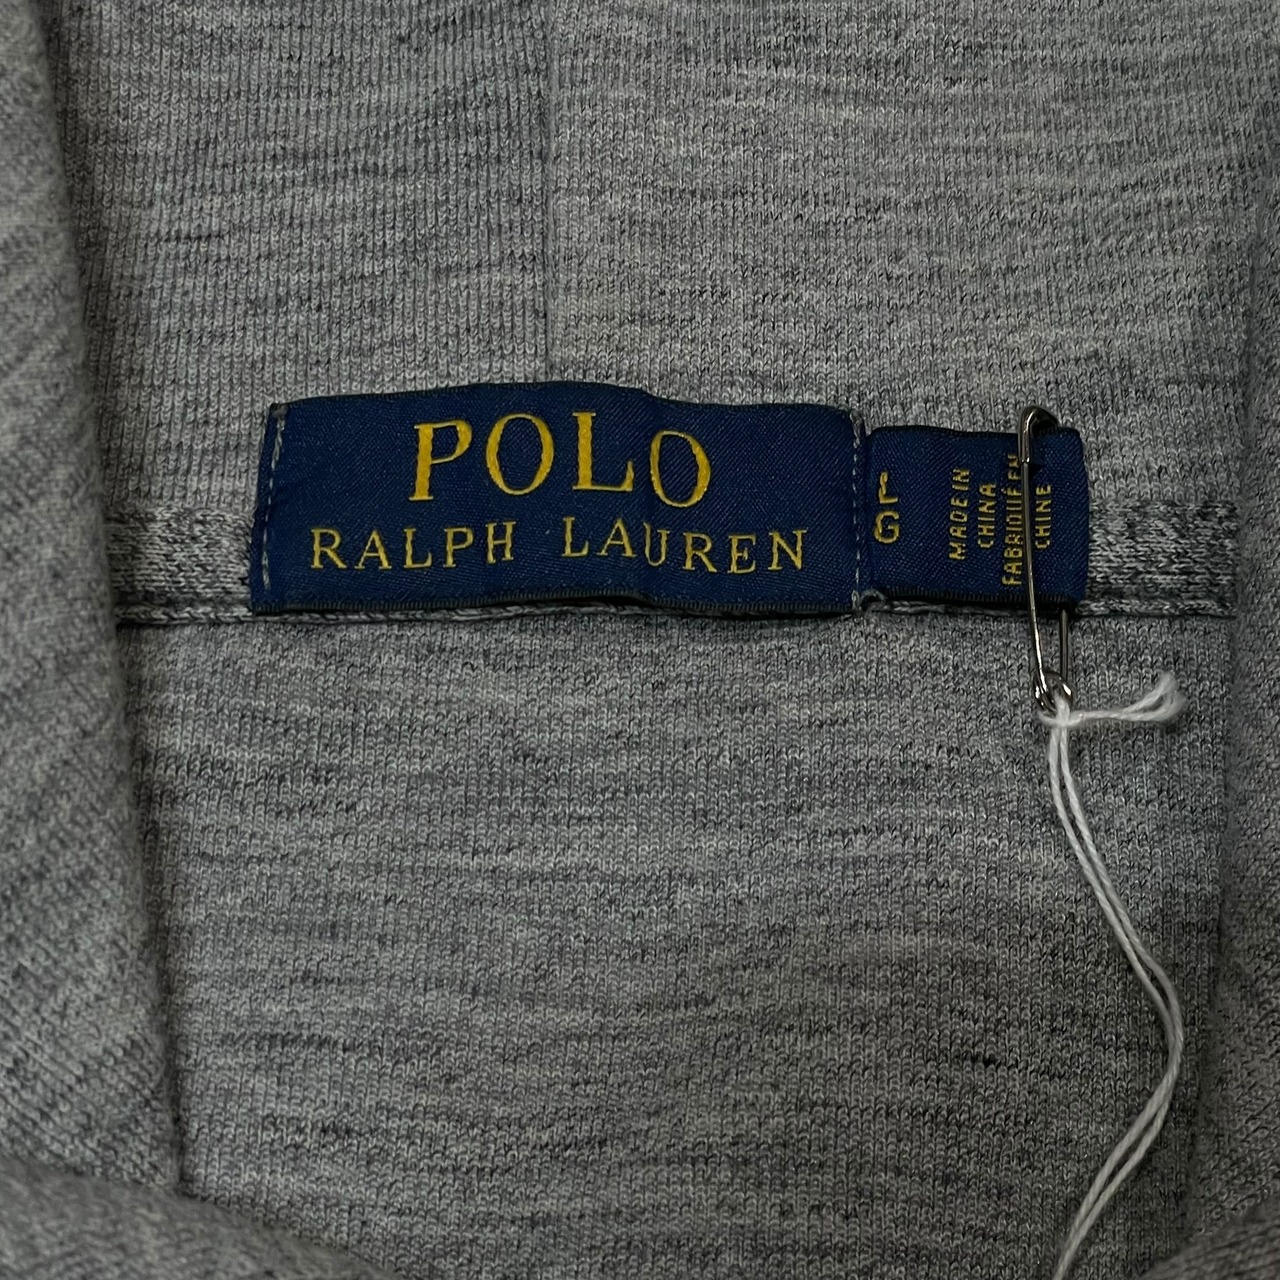 POLO
RALPH LAUREN
L
G
MADE IN
CHINA
FABRIQUÉ EN
CHINE